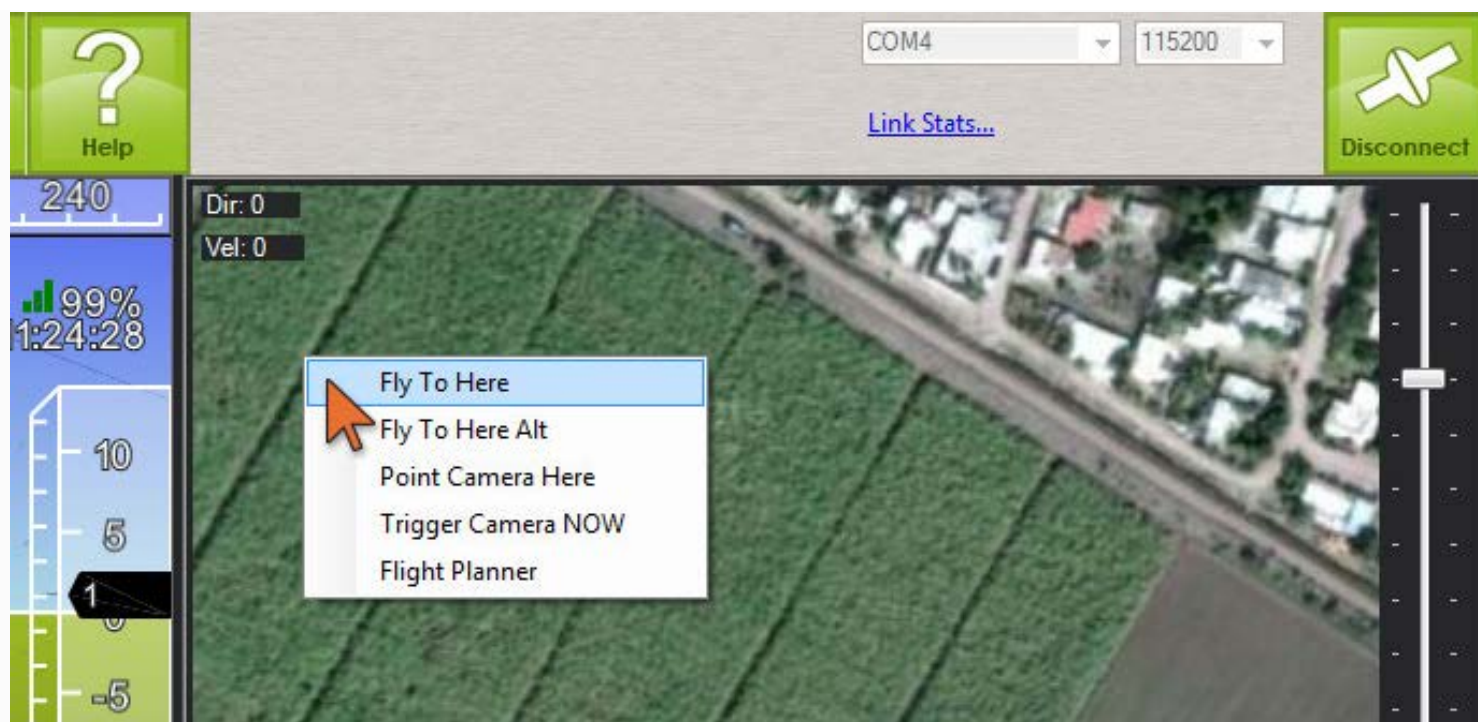 COM4
115200
Help
Link Stats...
Disconnect
240
Dir: 0
Vel: 0
99%
1:24:28
Fly To Here
Fly To Here Alt
Point Camera Here
Trigger Camera NOW
Flight Planner
10
5
1
0
-5